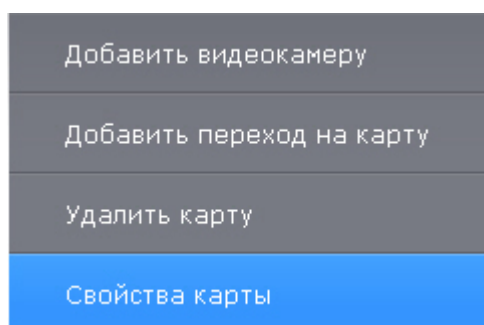 Добавить видеокамеру
Добавить переход на карту
Удалить карту
Свойства карты